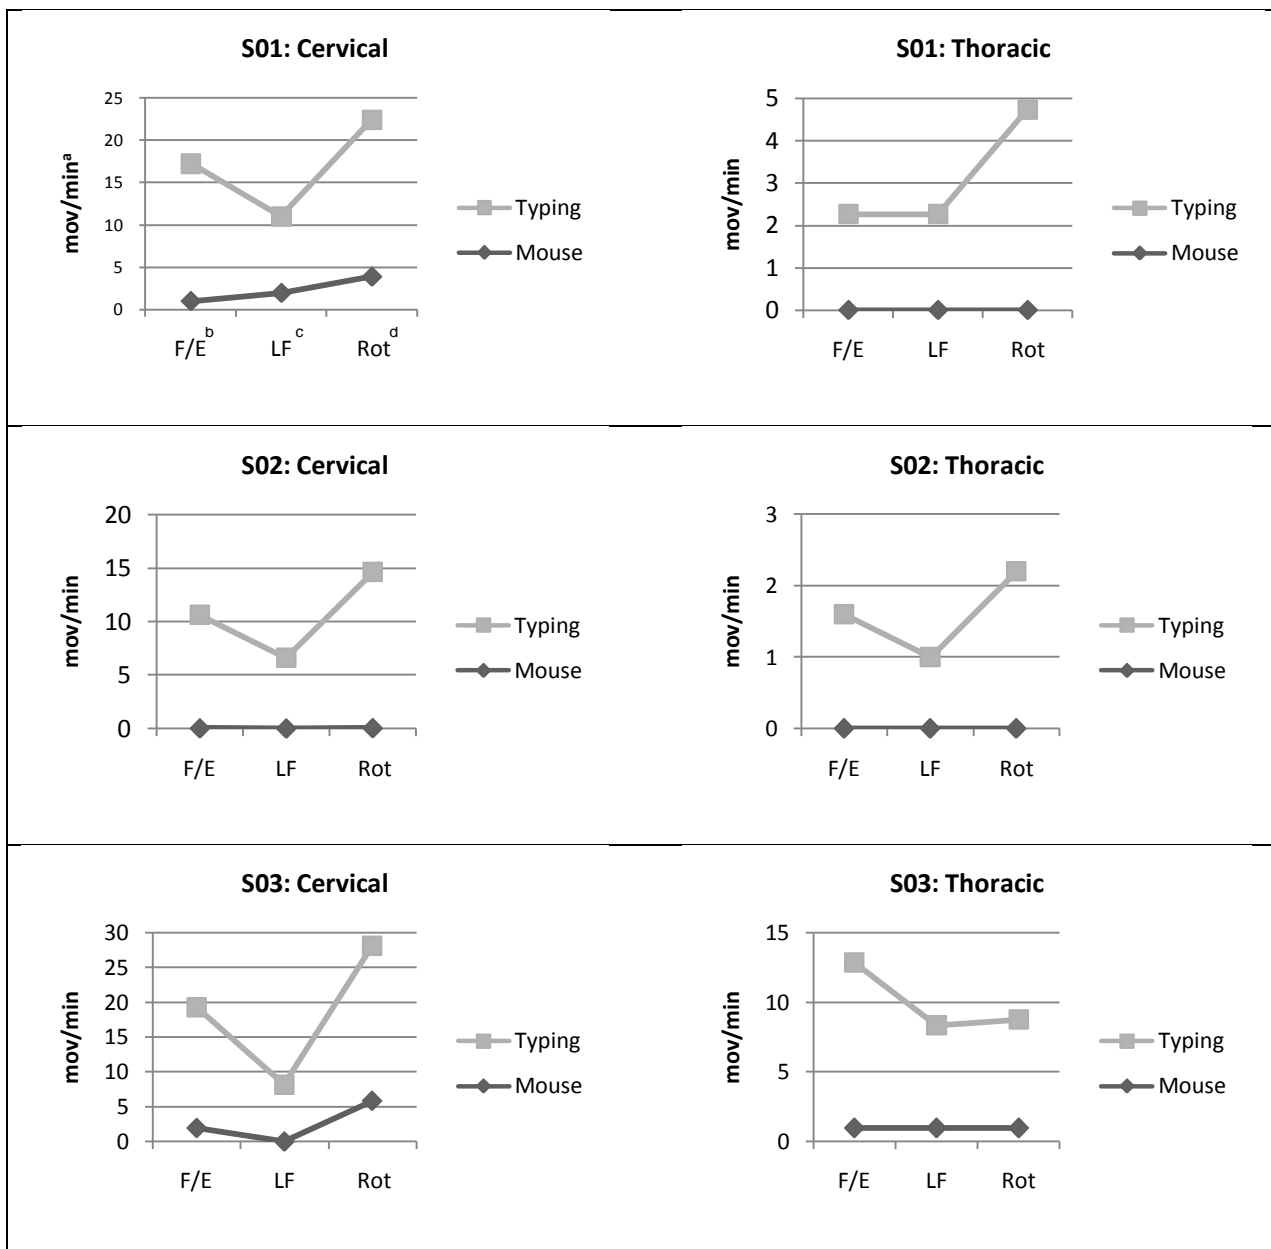 S01: Cervical
mov/minᵃ
25
20
15
10
5
0
F/Eᵇ LFᶜ Rotᵈ
Typing
Mouse
S01: Thoracic
mov/min
5
4
3
2
1
0
F/E LF Rot
Typing
Mouse
S02: Cervical
mov/min
20
15
10
5
0
F/E LF Rot
Typing
Mouse
S02: Thoracic
mov/min
3
2
1
0
F/E LF Rot
Typing
Mouse
S03: Cervical
mov/min
30
25
20
15
10
5
0
F/E LF Rot
Typing
Mouse
S03: Thoracic
mov/min
15
10
5
0
F/E LF Rot
Typing
Mouse